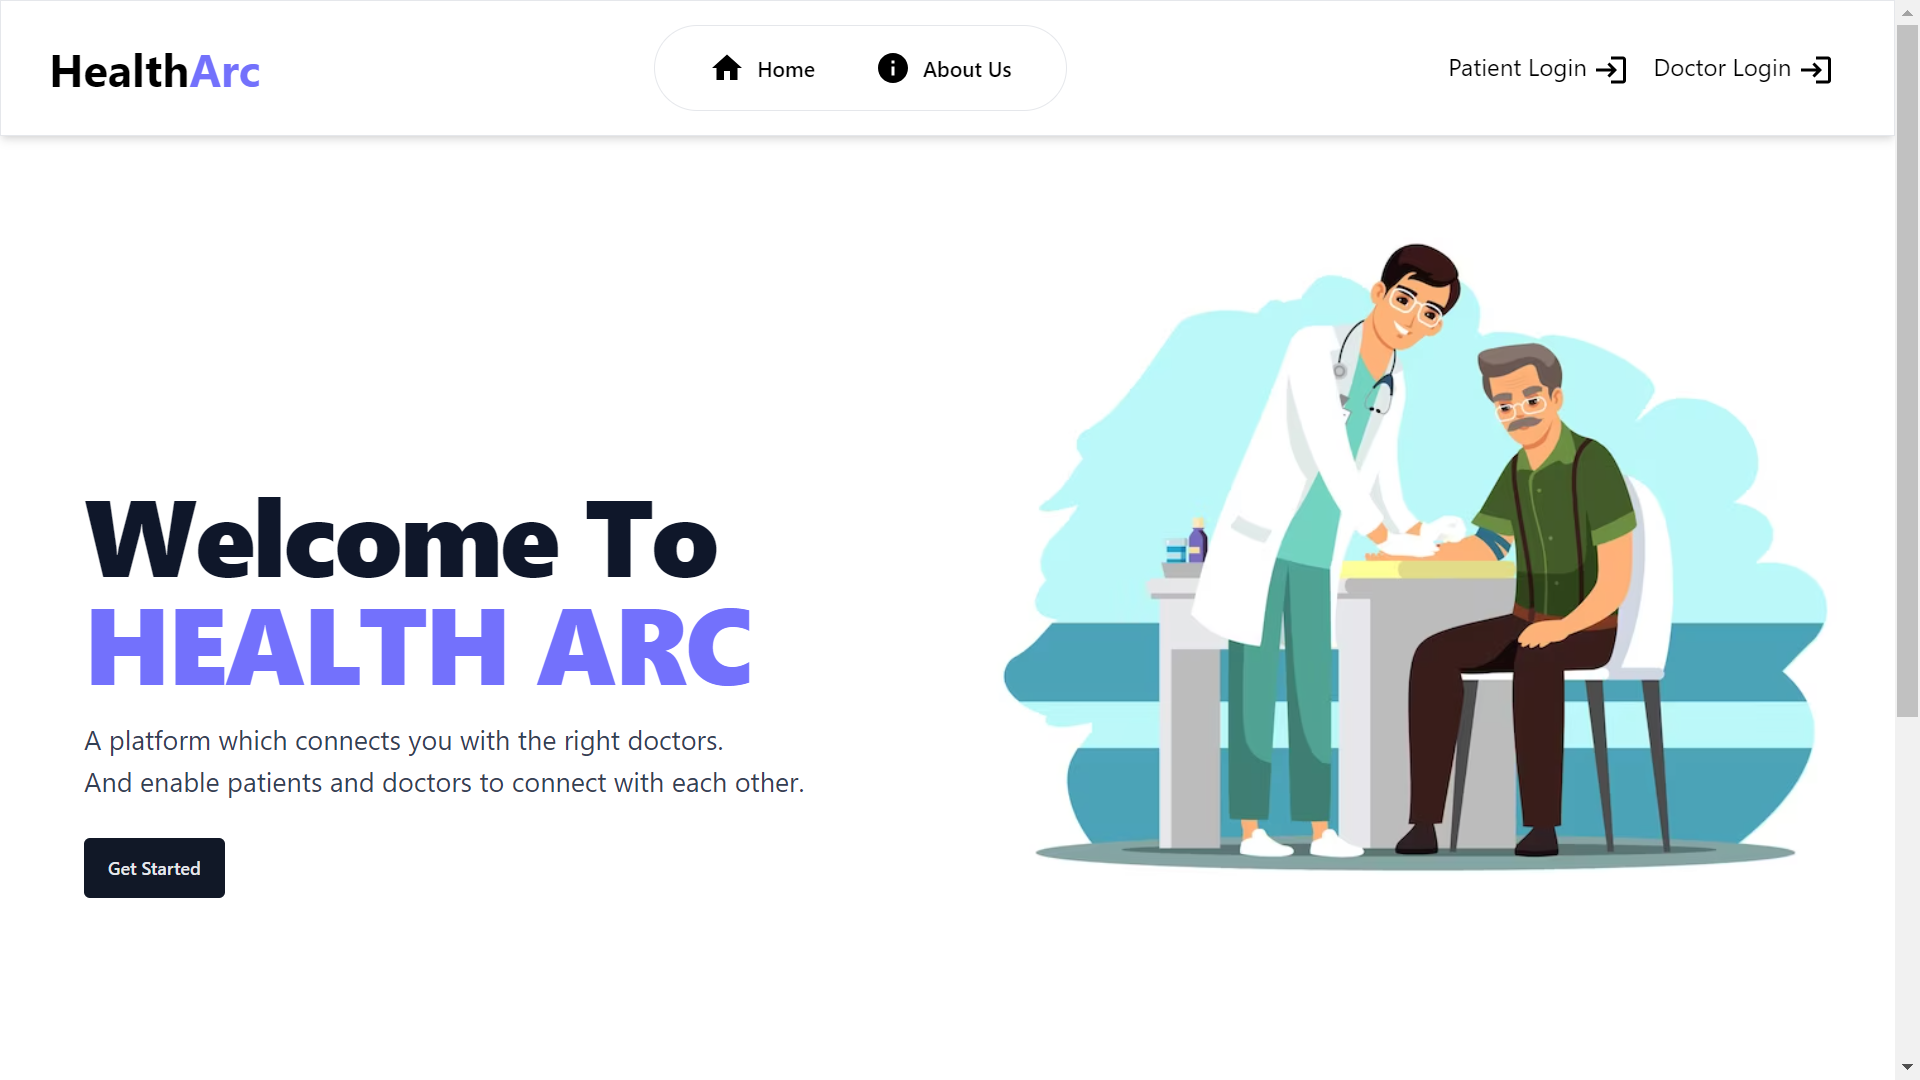 HealthArc
Home
About Us
Patient Login
Doctor Login
Welcome To
HEALTH ARC
A platform which connects you with the right doctors.
And enable patients and doctors to connect with each other.
Get Started